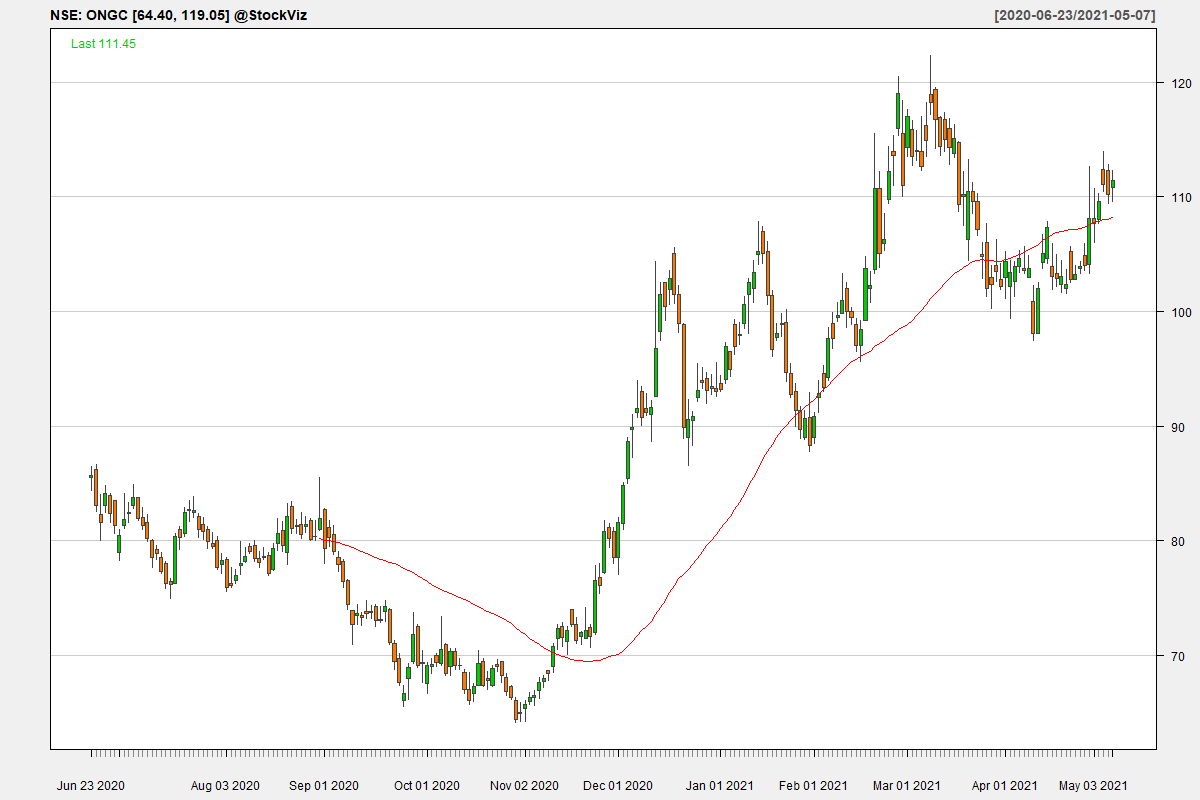 NSE: ONGC [64.40, 119.05] @StockViz
[2020-06-23/2021-05-07]
Last 111.45
120
110
100
90
80
70
Jun 23 2020
Aug 03 2020
Sep 01 2020
Oct 01 2020
Nov 02 2020
Dec 01 2020
Jan 01 2021
Feb 01 2021
Mar 01 2021
Apr 01 2021
May 03 2021